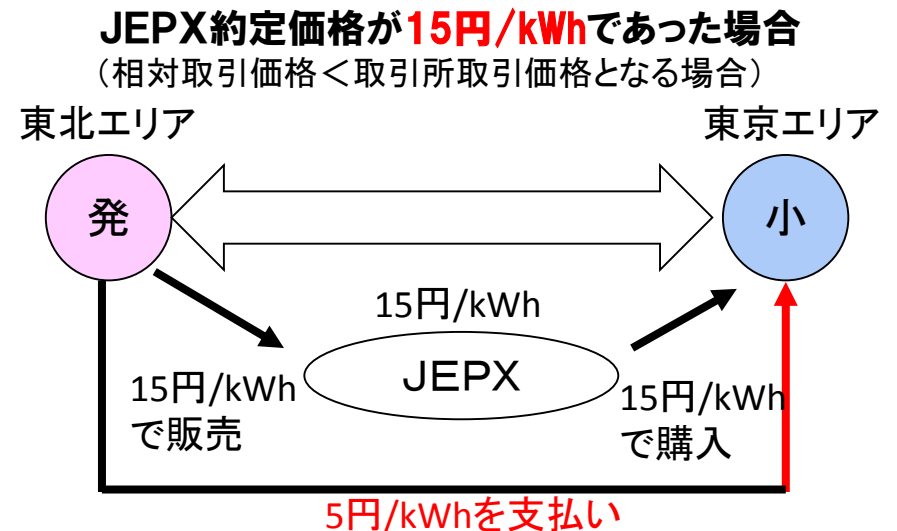 JEPX約定価格が15円/kWhであった場合
（相対取引価格＜取引所取引価格となる場合）
東北エリア
東京エリア
発
小
15円/kWh
JEPX
15円/kWh
で販売
15円/kWh
で購入
5円/kWhを支払い